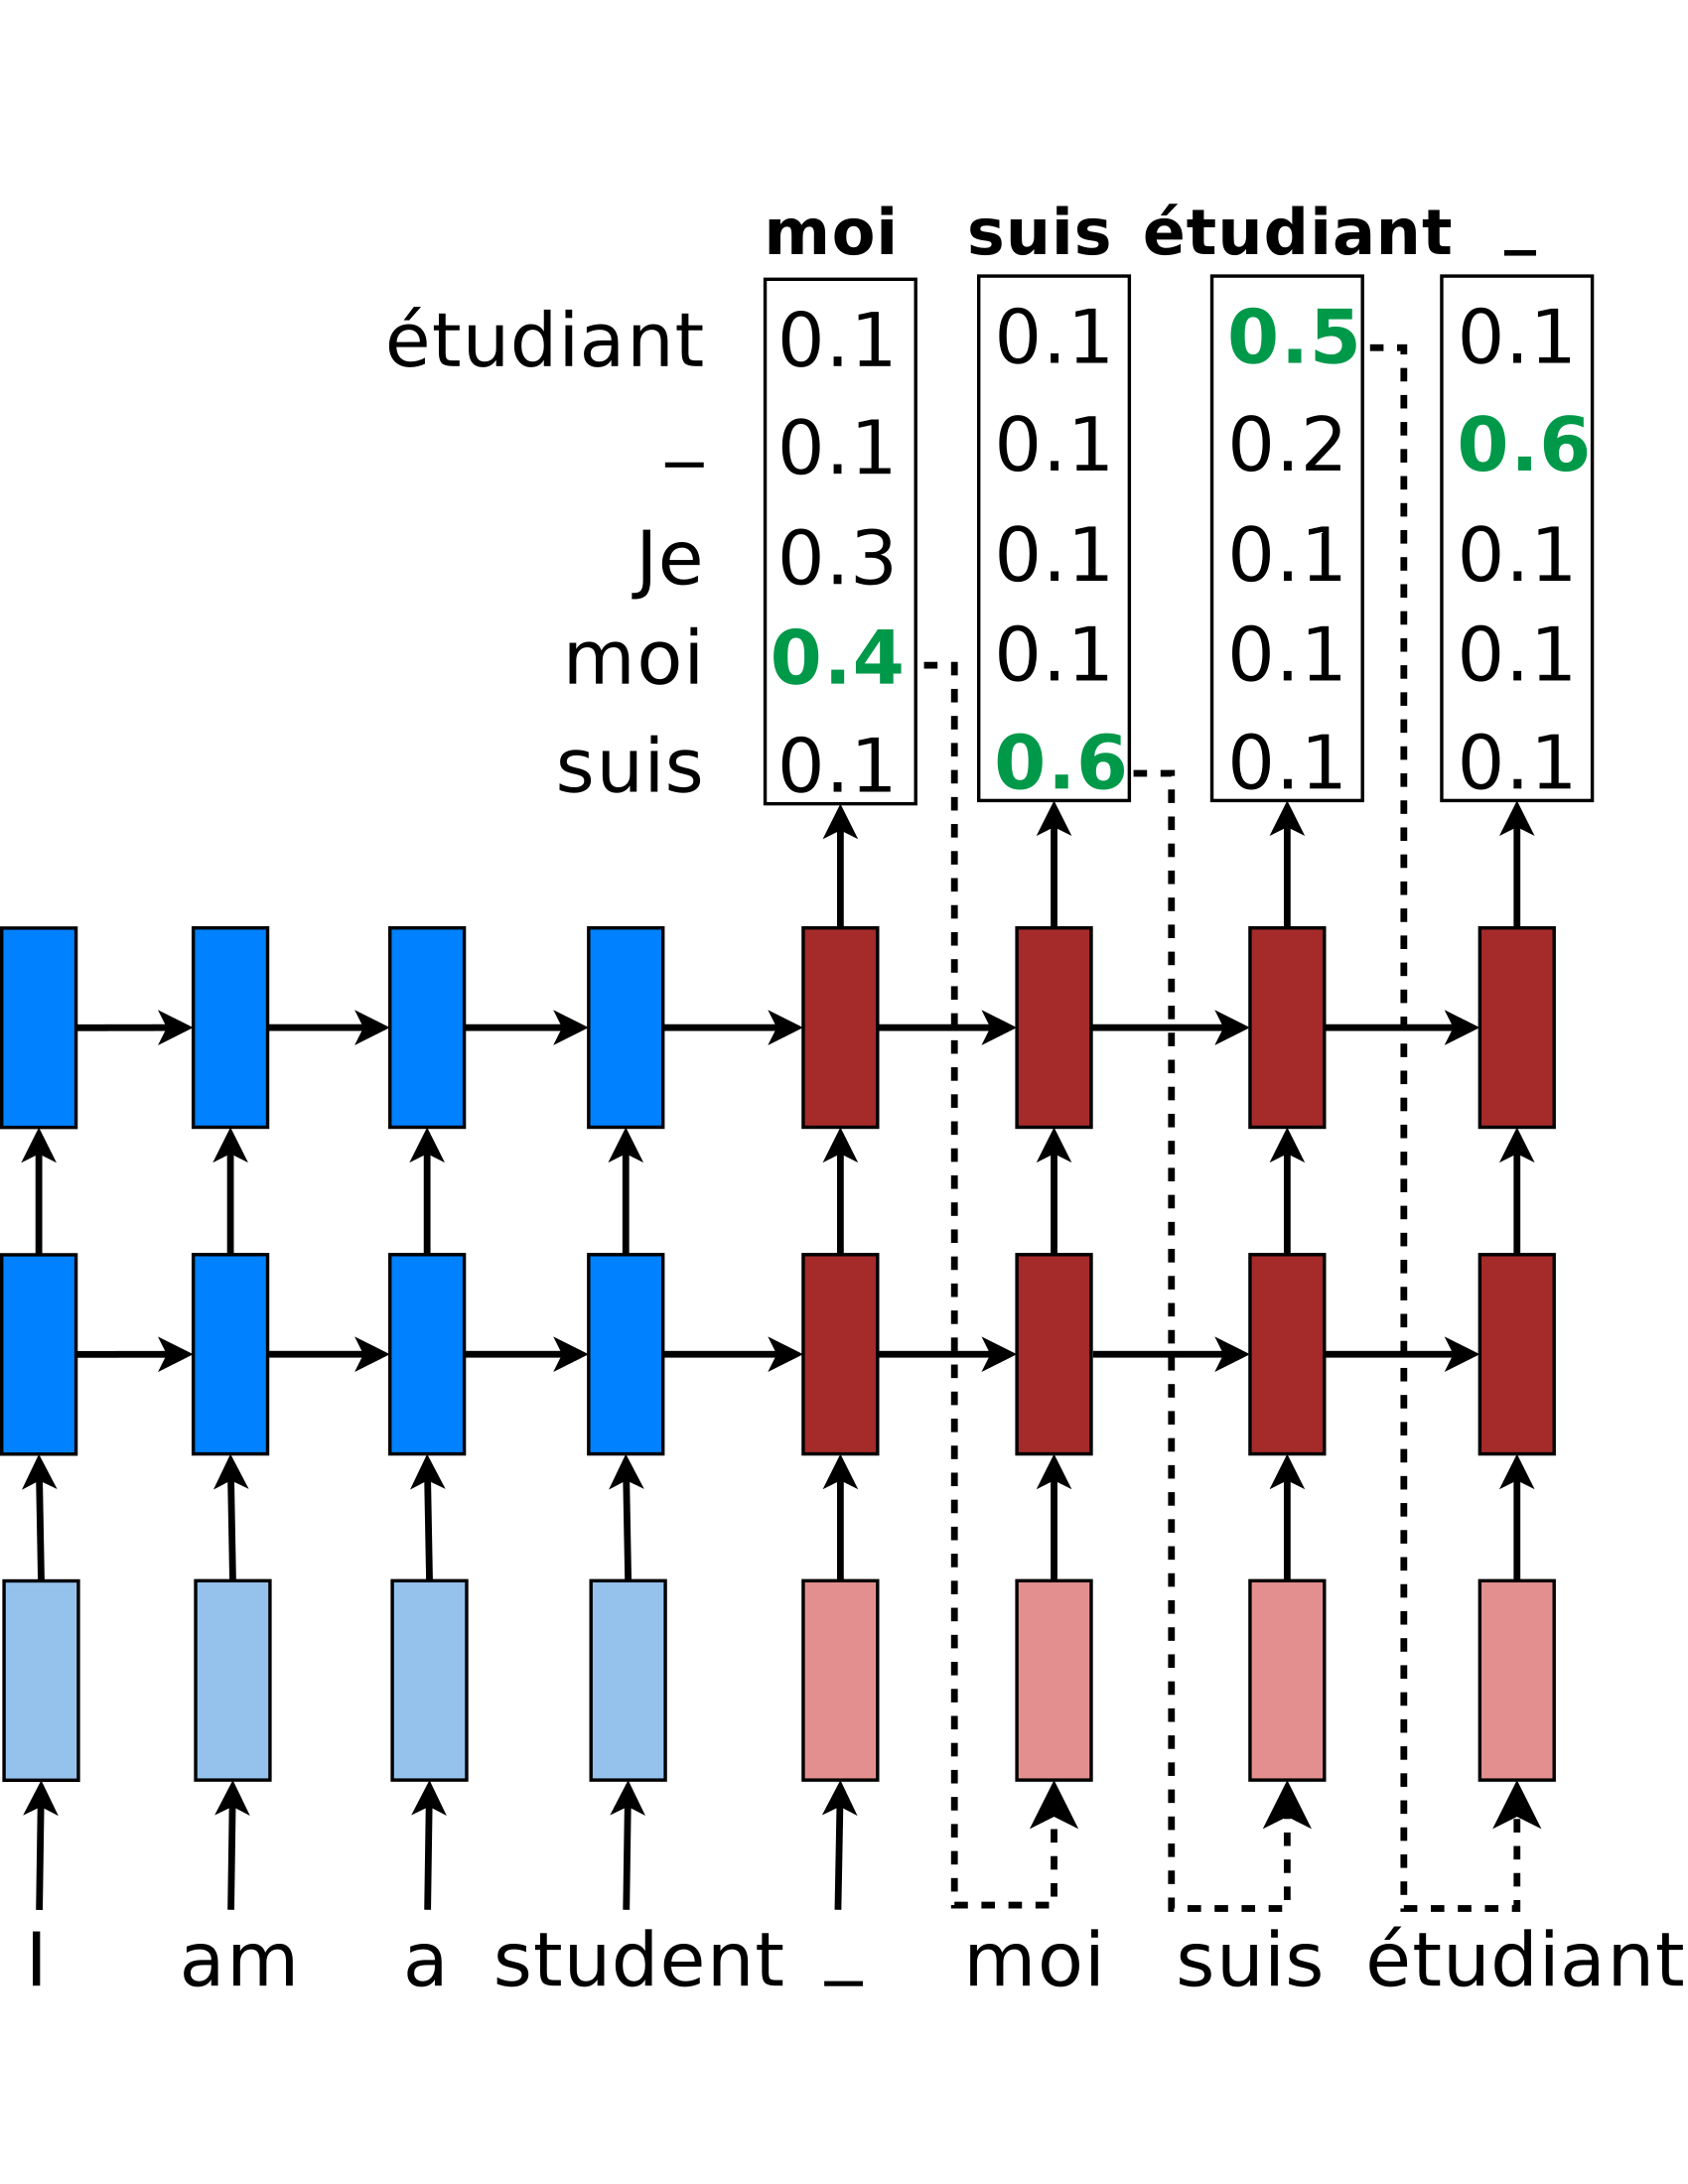 moi suis étudiant _
étudiant 0.1 0.1 0.5 0.1
_ 0.1 0.1 0.2 0.6
Je 0.3 0.1 0.1 0.1
moi 0.4 0.1 0.1 0.1
suis 0.1 0.6 0.1 0.1
I am a student _ moi suis étudiant